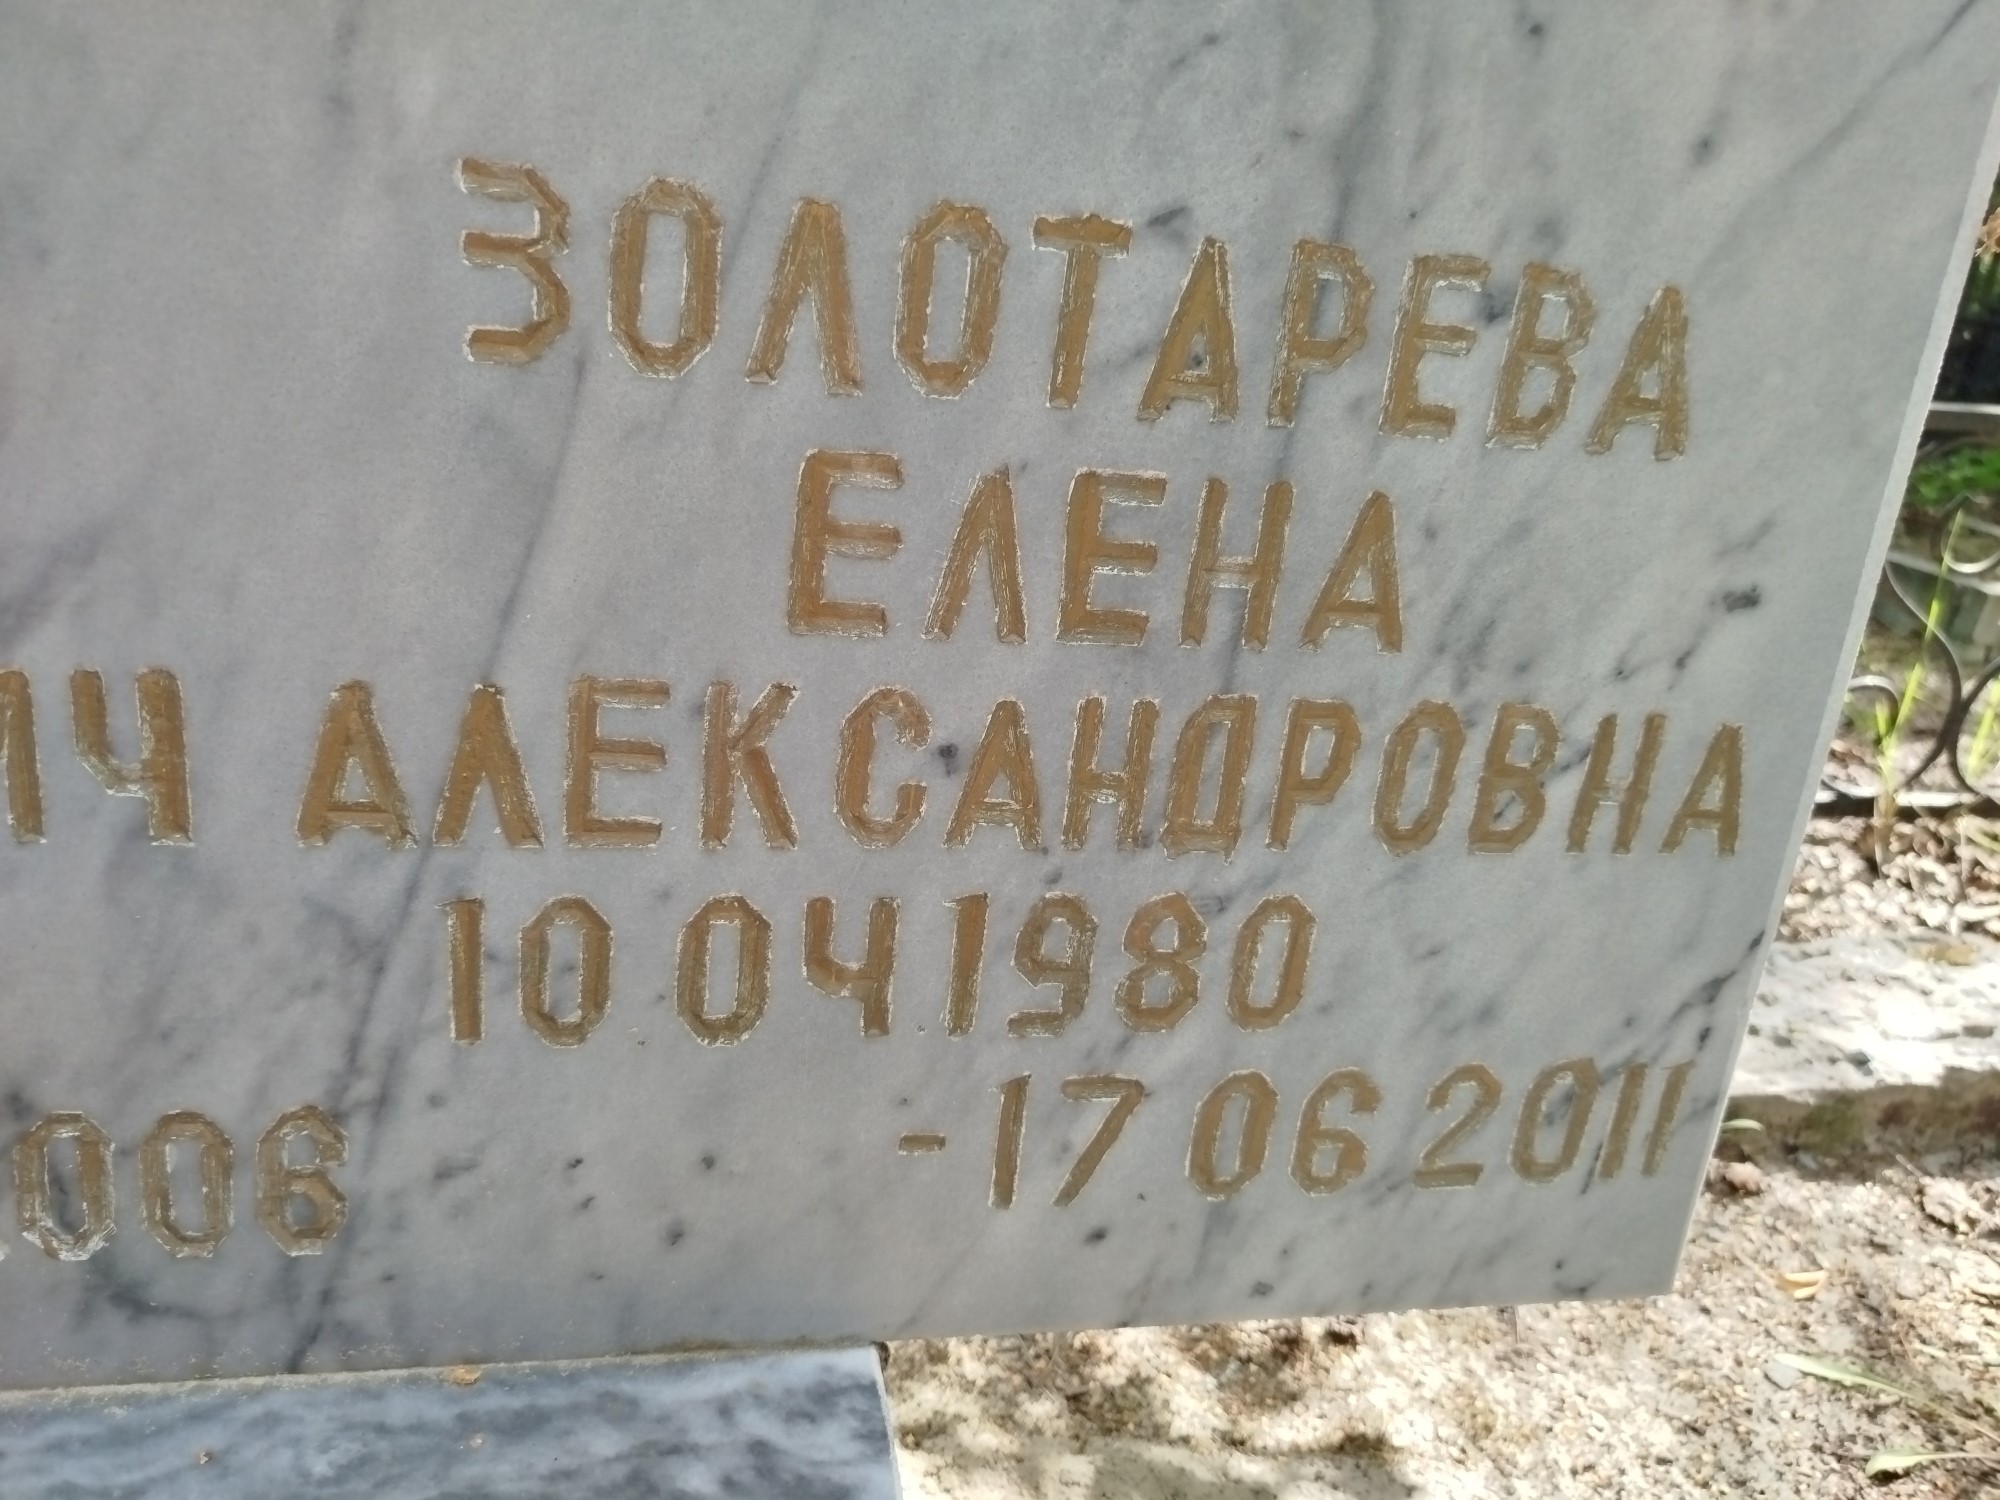 ЗОЛОТАРЕВА
ЕЛЕНА
ИЧ АЛЕКСАНДРОВНА
10.04.1980
006 -17.06 2011